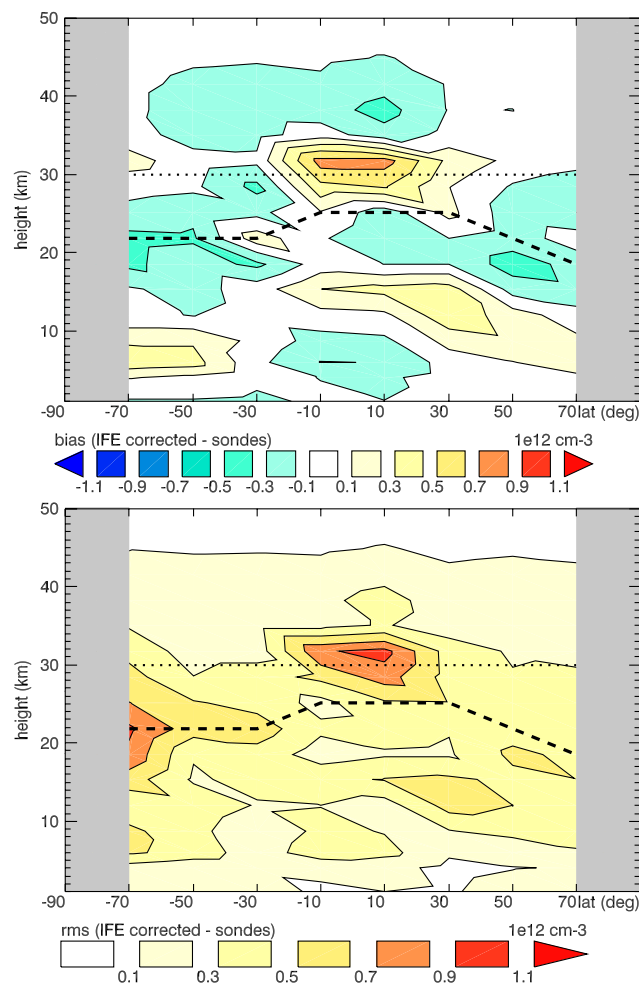 50
40
30
20
10
height (km)
-90 -70 -50 -30 -10 10 30 50 70 lat (deg)
bias (IFE corrected - sondes) 1e12 cm-3
-1.1 -0.9 -0.7 -0.5 -0.3 -0.1 0.1 0.3 0.5 0.7 0.9 1.1
50
40
30
20
10
height (km)
-90 -70 -50 -30 -10 10 30 50 70 lat (deg)
rms (IFE corrected - sondes) 1e12 cm-3
0.1 0.3 0.5 0.7 0.9 1.1